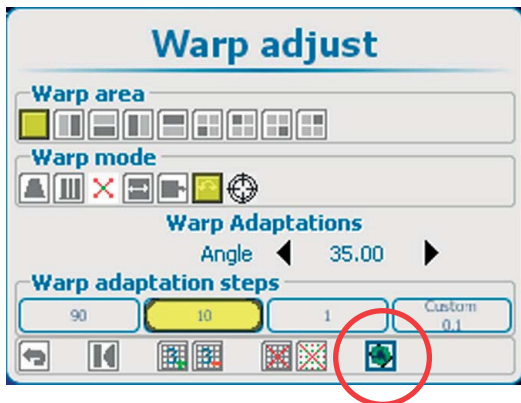 Warp adjust
Warp area
Warp mode
Warp Adaptations
Angle 35.00
Warp adaptation steps
90 10 1 Custom
0.1